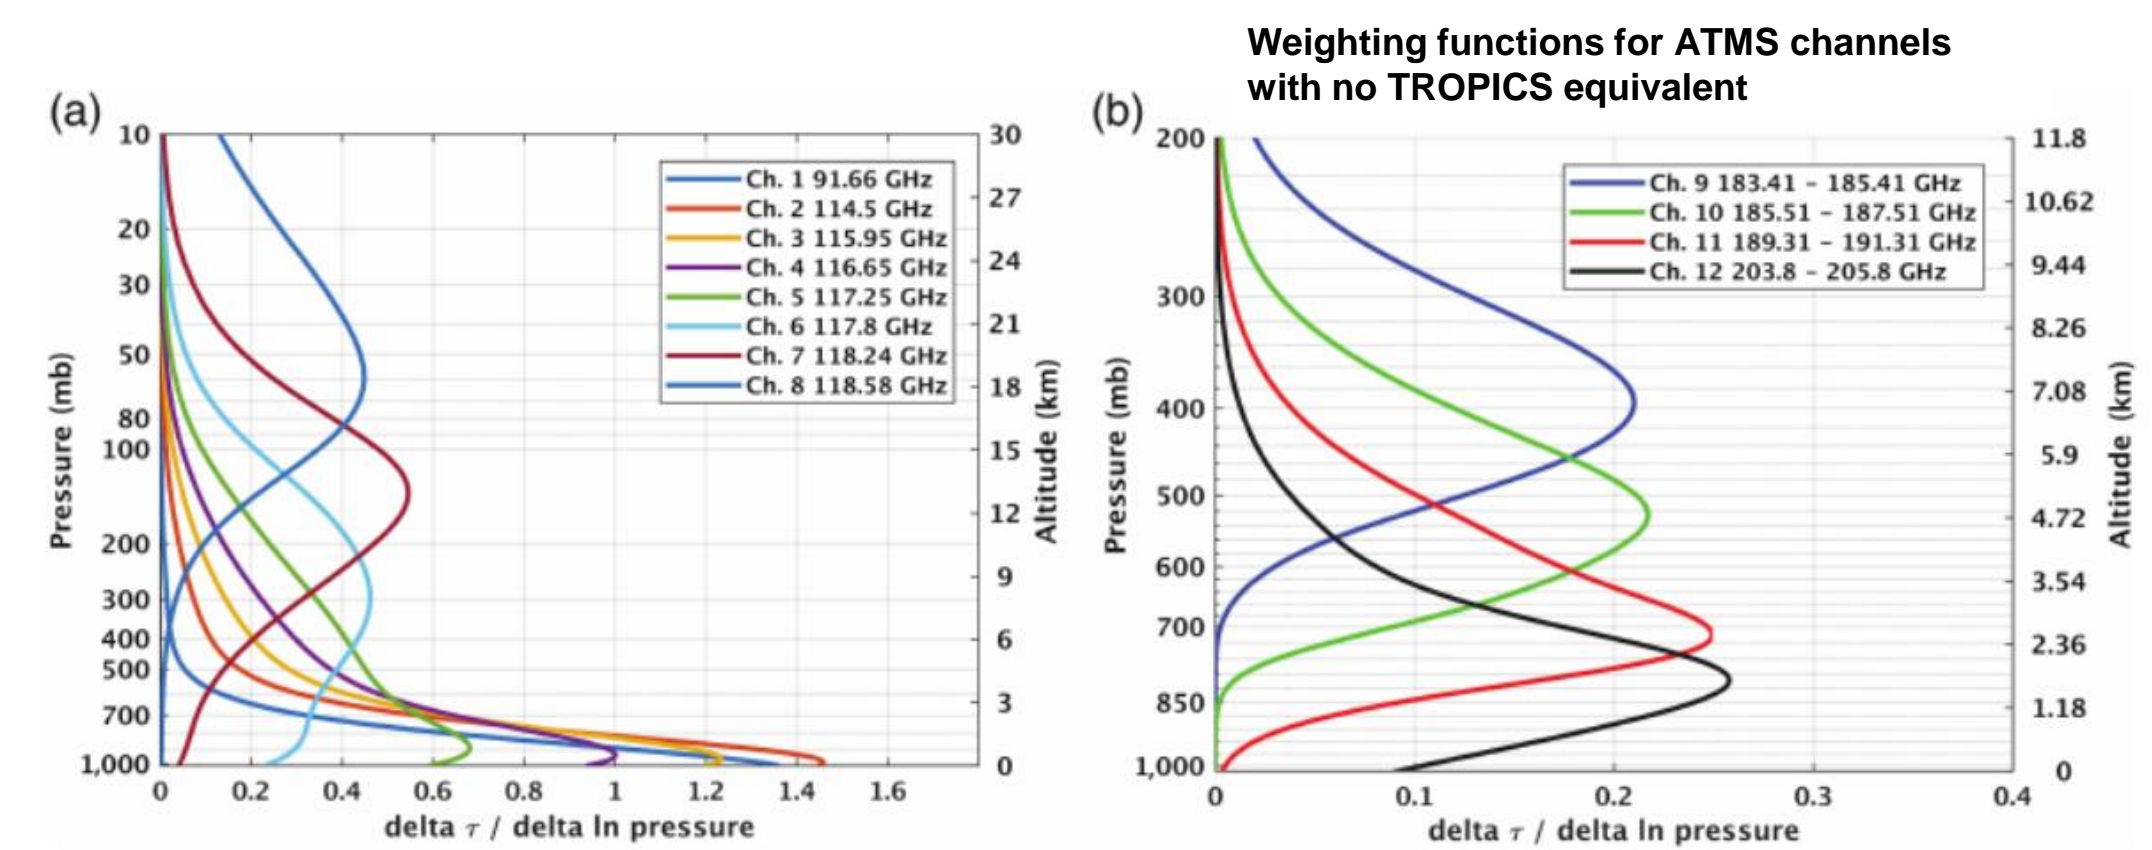 Weighting functions for ATMS channels
with no TROPICS equivalent
(a)
10
20
30
50
80
100
200
300
400
500
700
1,000
Pressure (mb)
30
27
24
21
18
15
12
9
6
3
0
Altitude (km)
Ch. 1 91.66 GHz
Ch. 2 114.5 GHz
Ch. 3 115.95 GHz
Ch. 4 116.65 GHz
Ch. 5 117.25 GHz
Ch. 6 117.8 GHz
Ch. 7 118.24 GHz
Ch. 8 118.58 GHz
0 0.2 0.4 0.6 0.8 1 1.2 1.4 1.6
delta τ / delta ln pressure
(b)
200
300
400
500
600
700
850
1,000
Pressure (mb)
11.8
10.62
9.44
8.26
7.08
5.9
4.72
3.54
2.36
1.18
0
Altitude (km)
Ch. 9 183.41 - 185.41 GHz
Ch. 10 185.51 - 187.51 GHz
Ch. 11 189.31 - 191.31 GHz
Ch. 12 203.8 - 205.8 GHz
0 0.1 0.2 0.3 0.4
delta τ / delta ln pressure